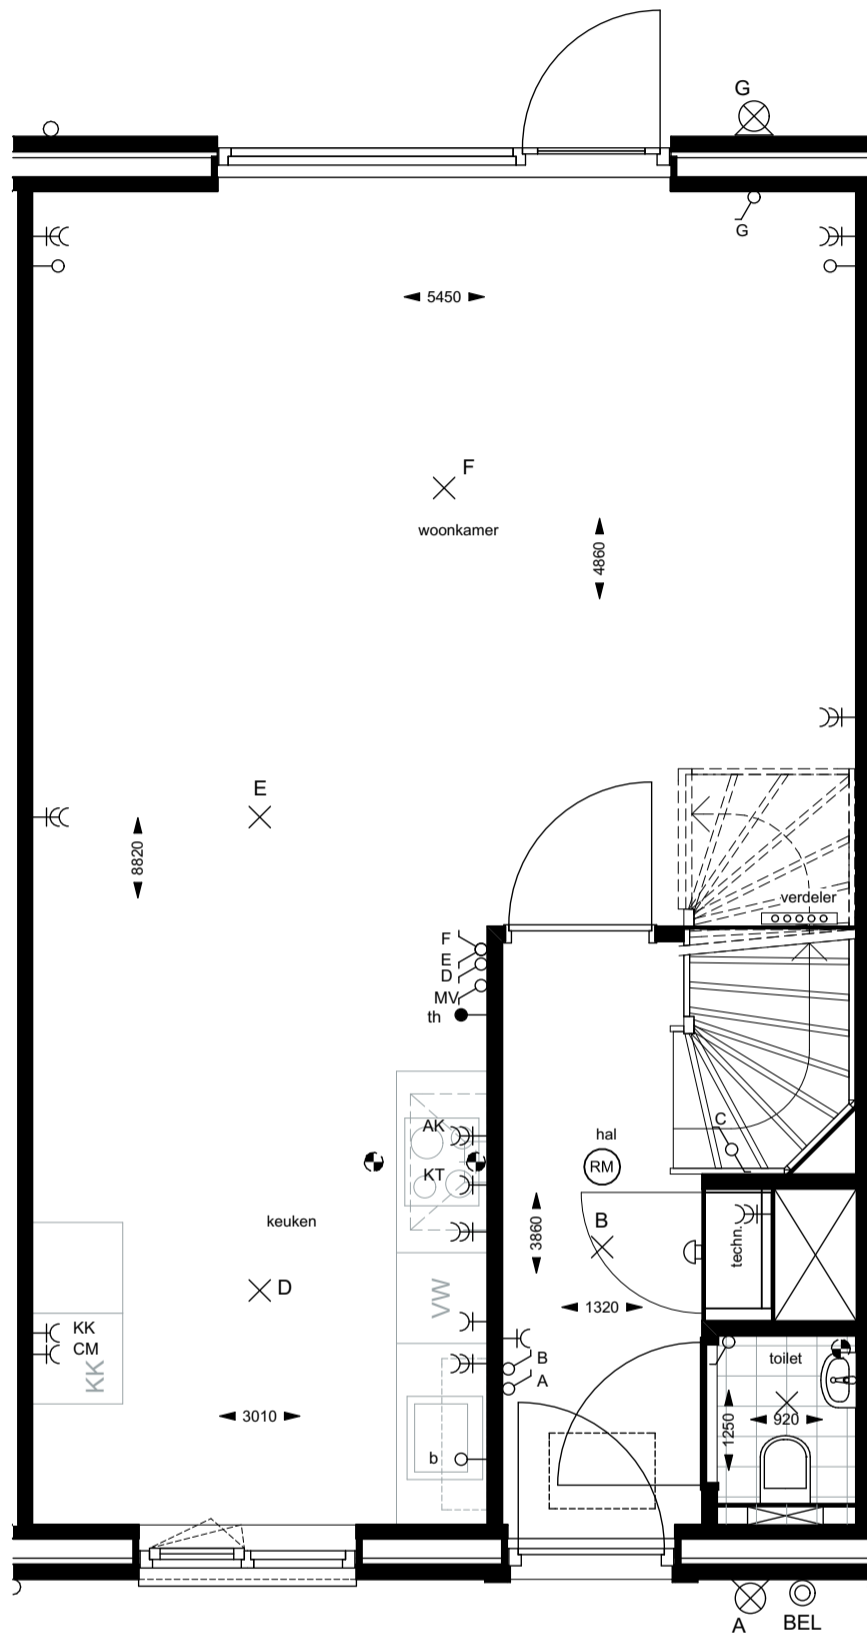 G
G
5450
F
woonkamer
4860
E
8820
verdeler
F
E
D
MV
th
C
AK
hal
RM
KT
keuken
B
3860
techn.
D
VW
1320
KK
CM
KK
B
A
toilet
3010
1250
920
b
A
BEL